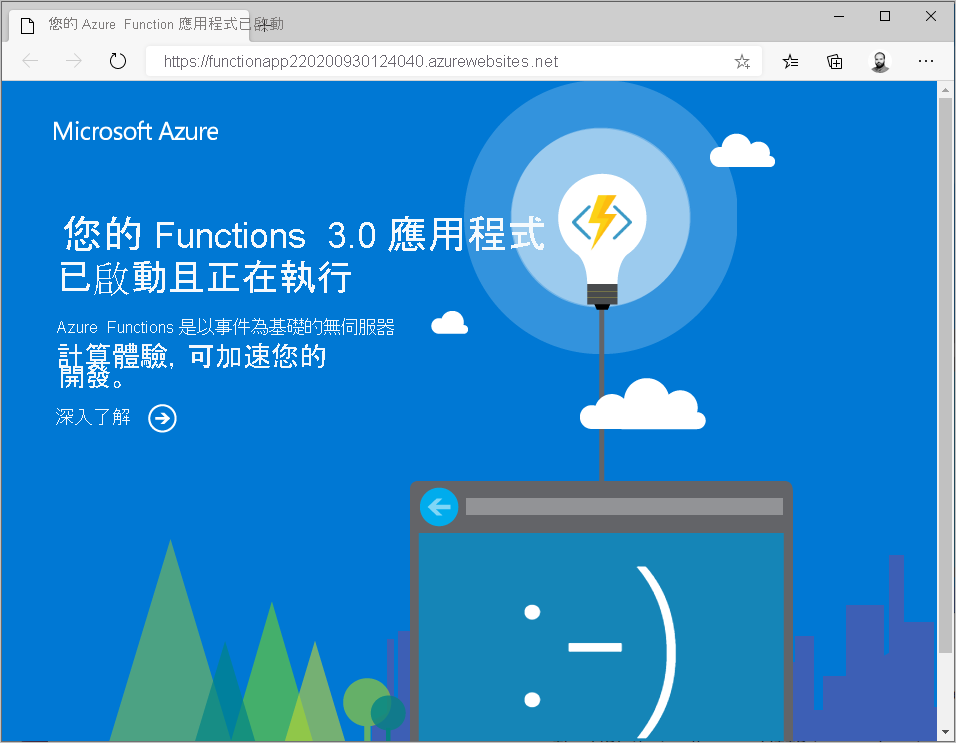 您的 Azure Function 應用程式已啟動
https://functionapp220200930124040.azurewebsites.net
Microsoft Azure
您的 Functions 3.0 應用程式
已啟動且正在執行
Azure Functions 是以事件為基礎的無伺服器
計算體驗, 可加速您的
開發。
深入了解
:-)